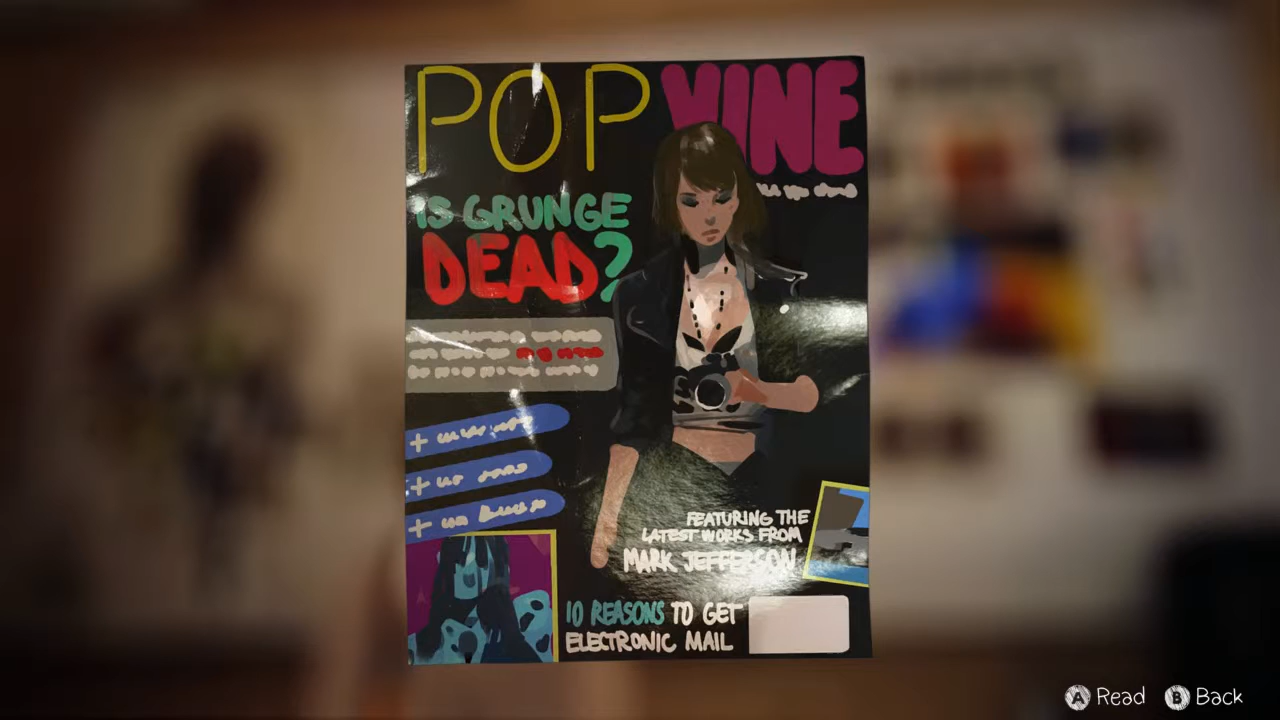 POP VINE
IS GRUNGE
DEAD?
FEATURING THE
LATEST WORKS FROM
MARK JEFFERSON
10 REASONS TO GET
ELECTRONIC MAIL
A Read B Back